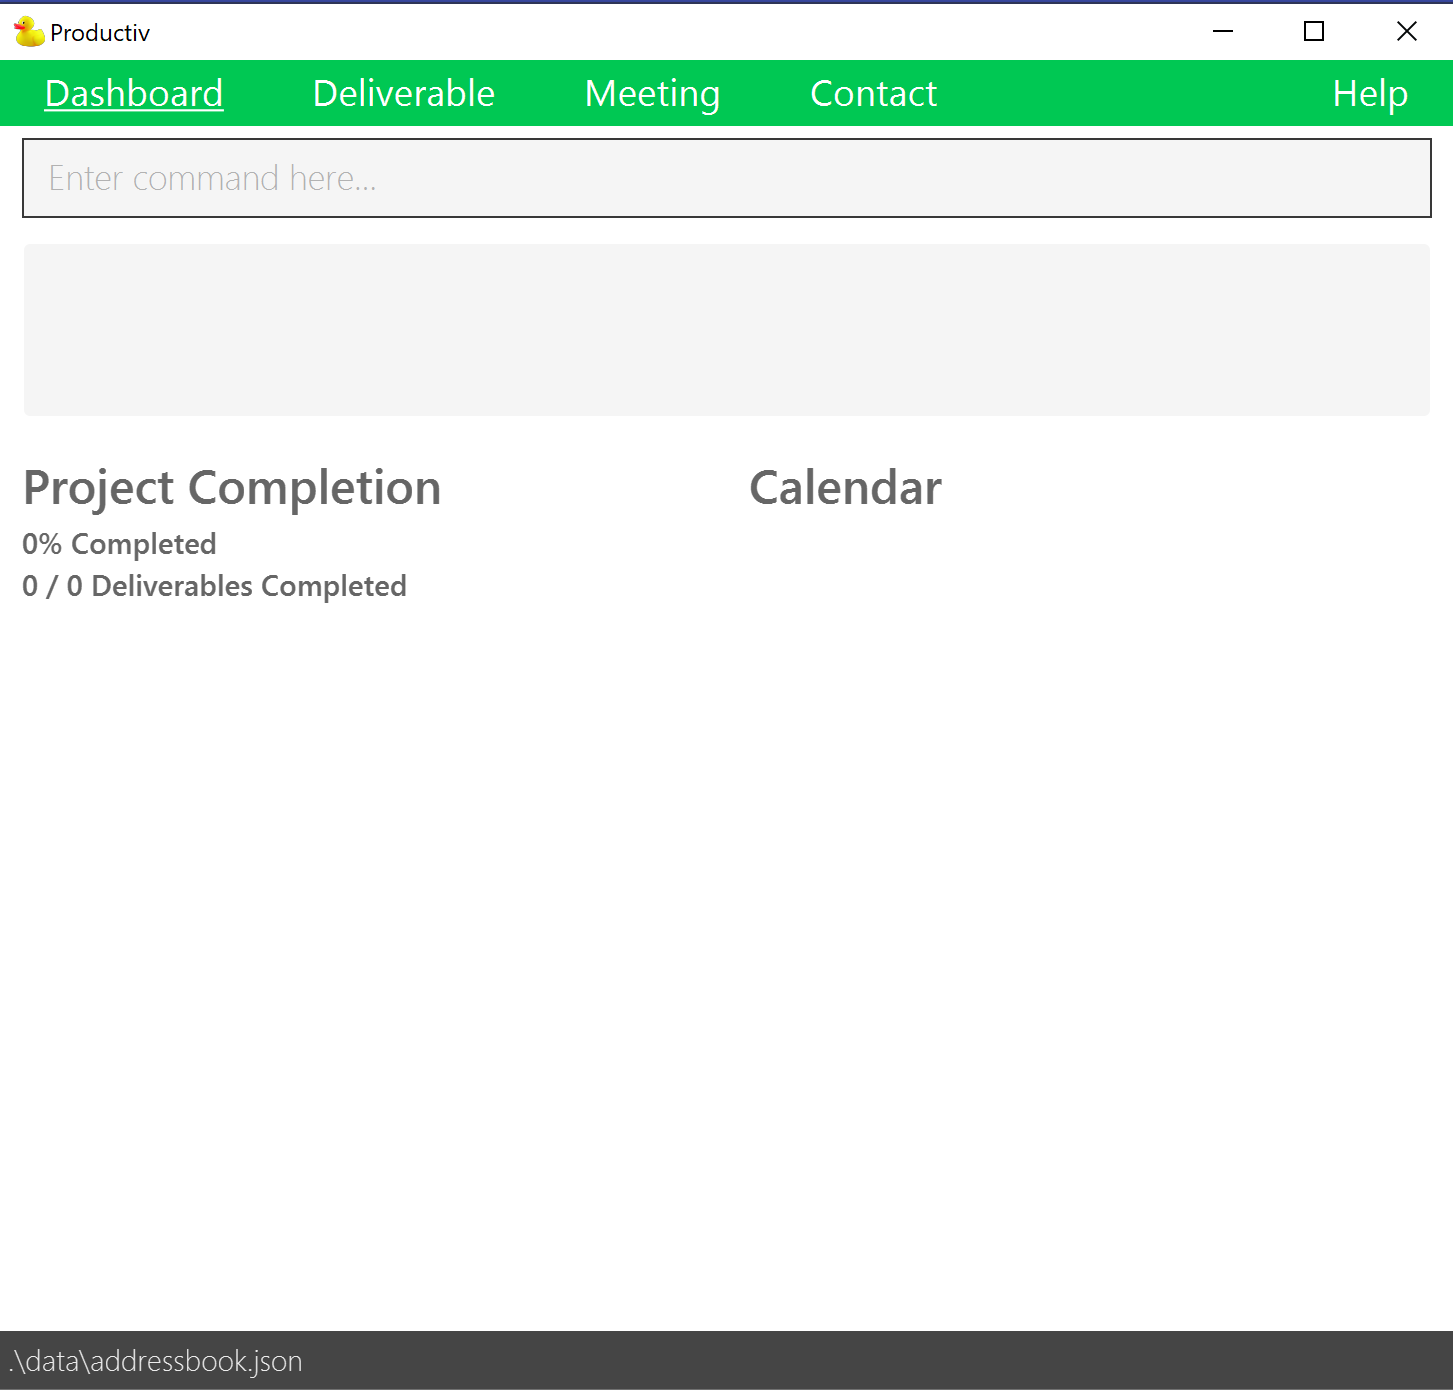 Productiv
Dashboard Deliverable Meeting Contact Help
Enter command here...
Project Completion
0% Completed
0 / 0 Deliverables Completed
Calendar
.\data\addressbook.json